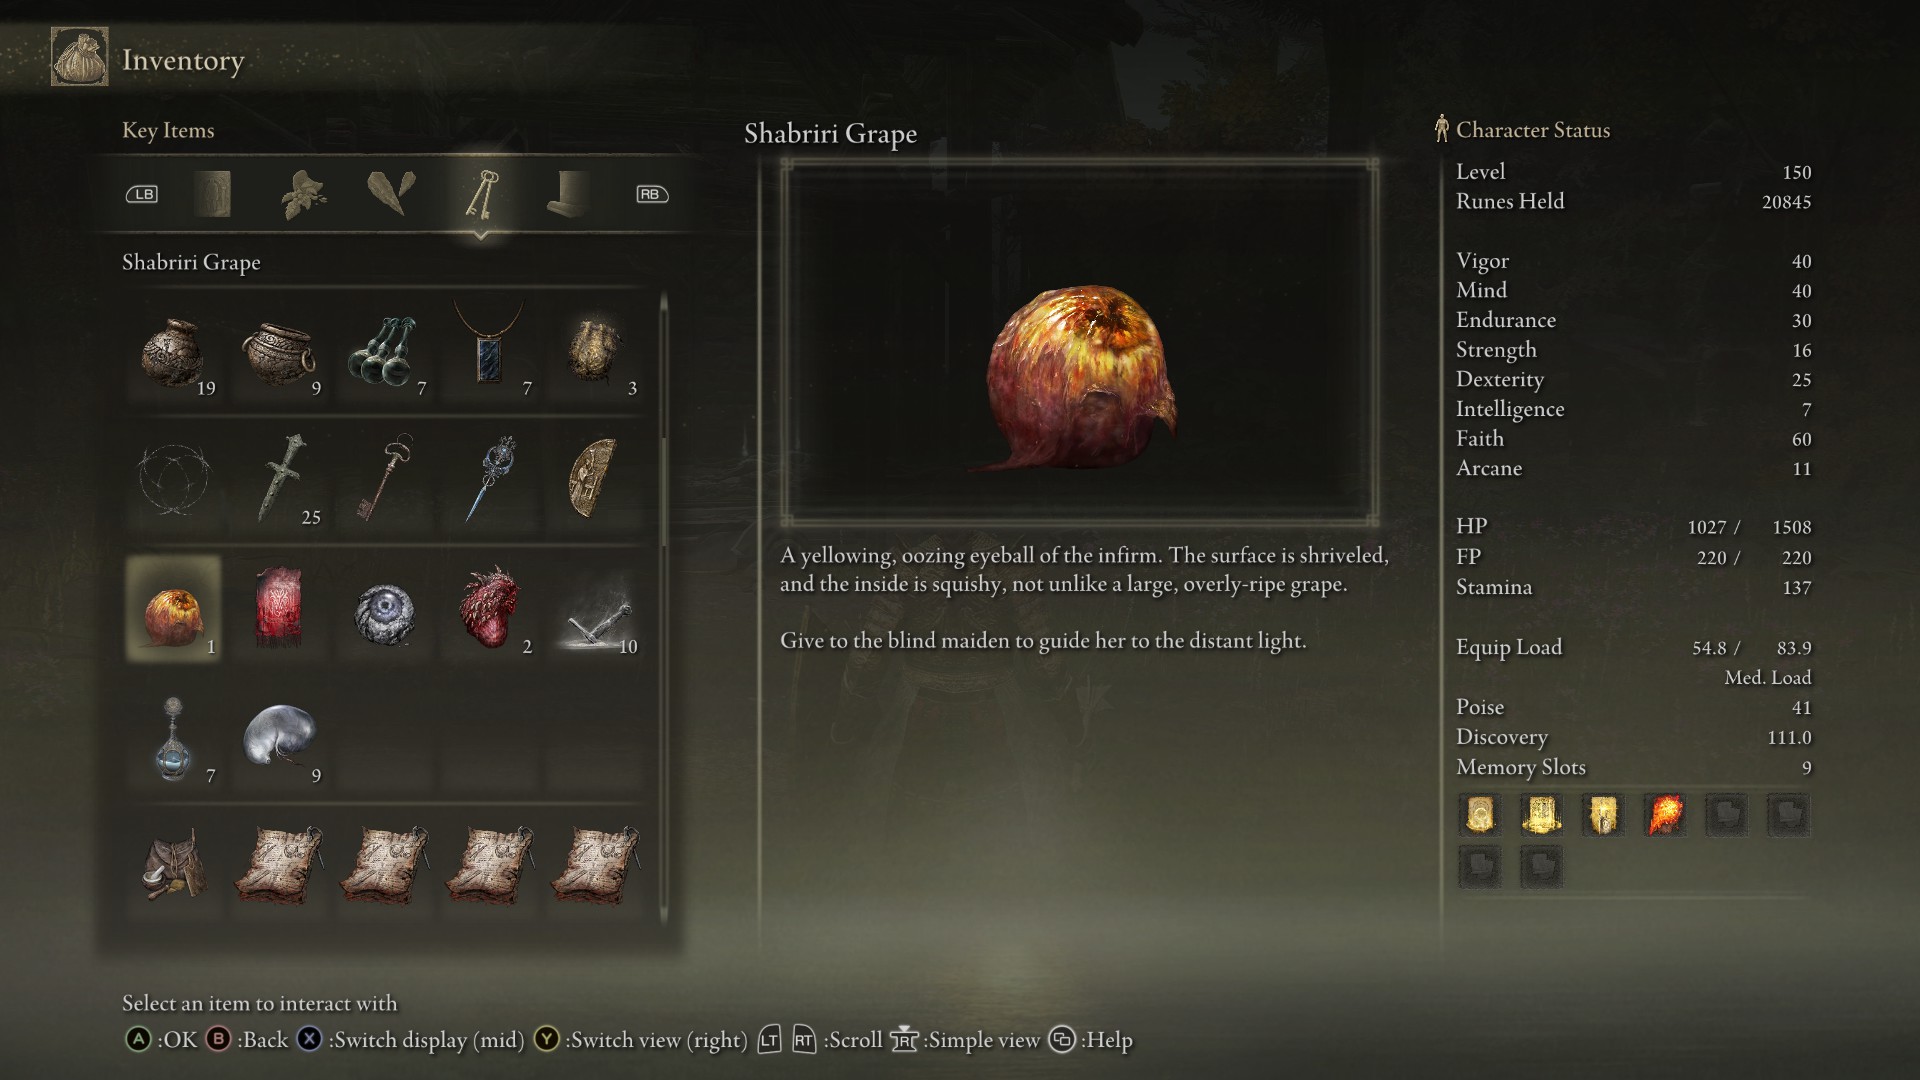 Inventory
Key Items
LB
RB
Shabriri Grape
19
9
7
7
3
25
1
2
10
7
9
Shabriri Grape
A yellowing, oozing eyeball of the infirm. The surface is shriveled,
and the inside is squishy, not unlike a large, overly-ripe grape.
Give to the blind maiden to guide her to the distant light.
Character Status
Level 150
Runes Held 20845
Vigor 40
Mind 40
Endurance 30
Strength 16
Dexterity 25
Intelligence 7
Faith 60
Arcane 11
HP 1027 / 1508
FP 220 / 220
Stamina 137
Equip Load 54.8 / 83.9
Med. Load
Poise 41
Discovery 111.0
Memory Slots 9
Select an item to interact with
A :OK B :Back X :Switch display (mid) Y :Switch view (right) LT RT :Scroll R :Simple view :Help